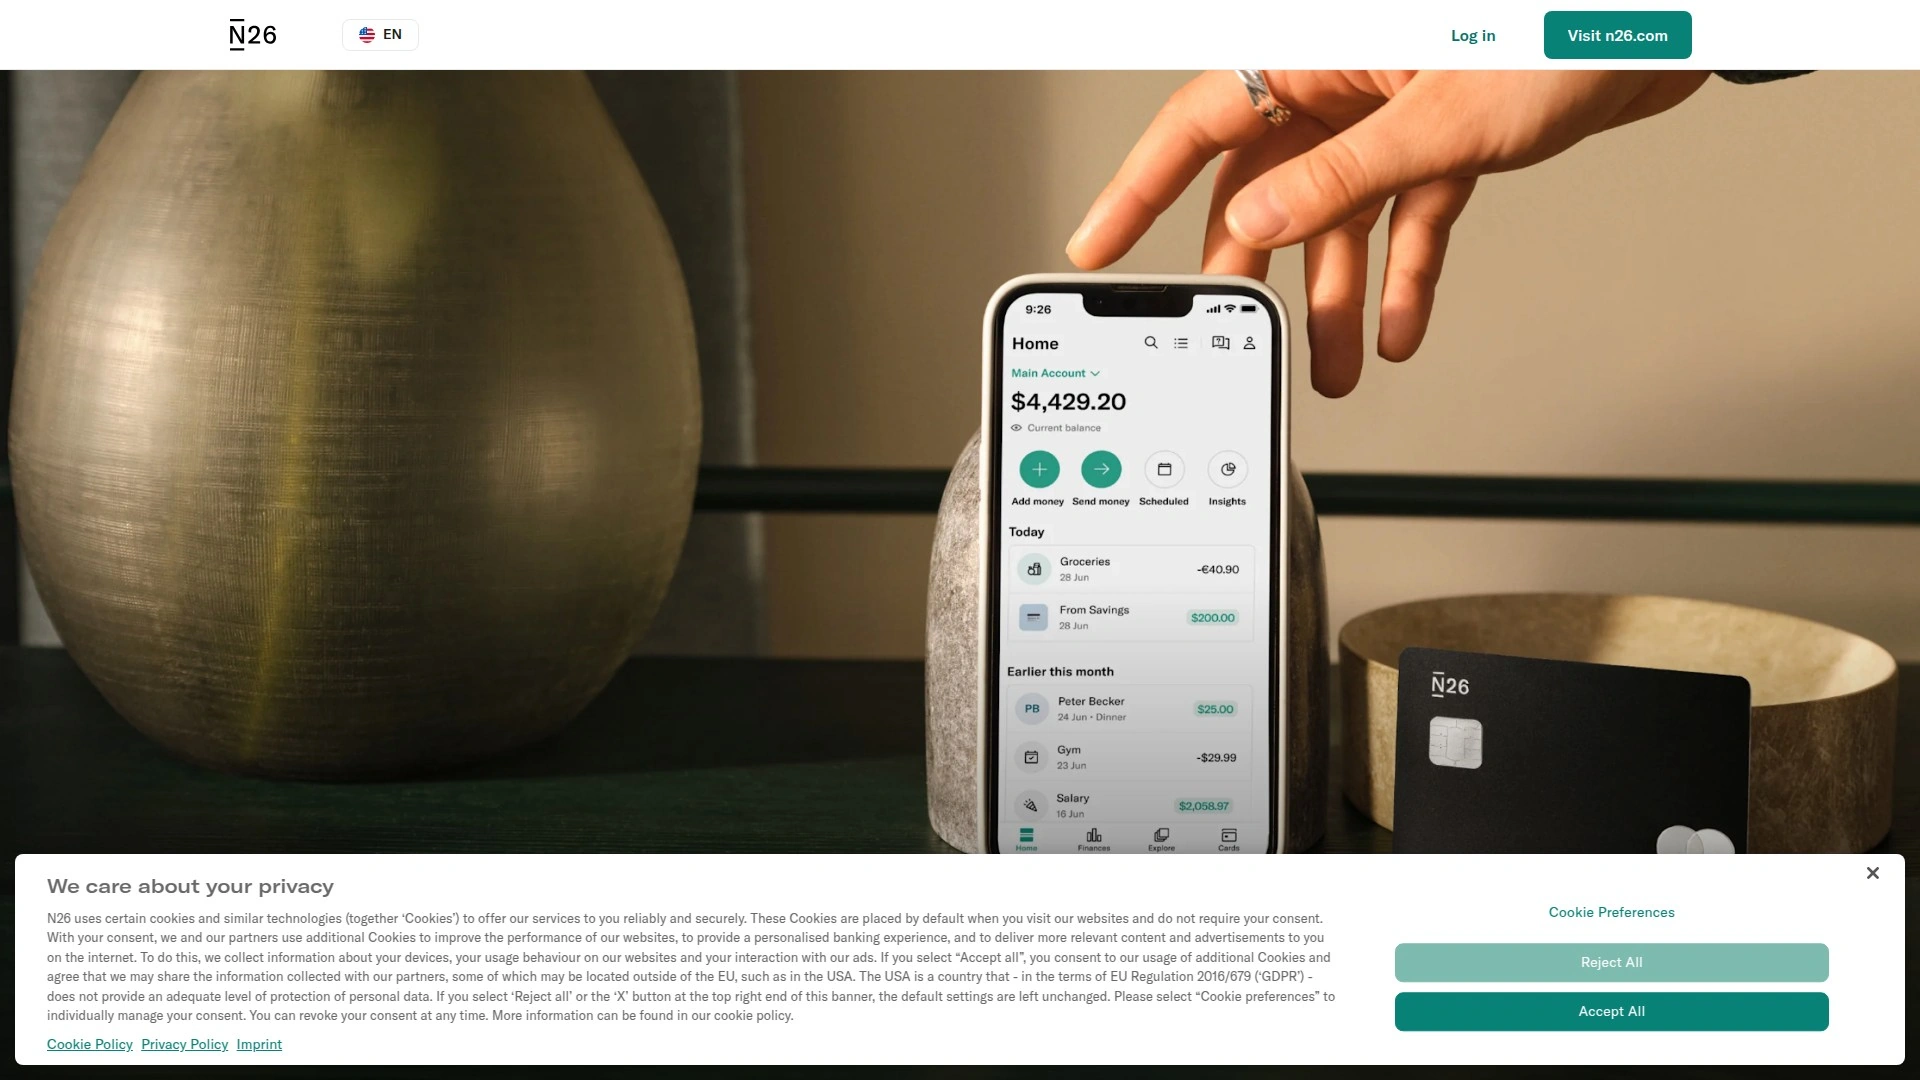 N26
EN
Log in
Visit n26.com
9:26
Home
Main Account
$4,429.20
Current balance
Add money
Send money
Scheduled
Insights
Today
Groceries
28 Jun
-€40.90
From Savings
28 Jun
$200.00
Earlier this month
PB
Peter Becker
24 Jun • Dinner
$25.00
Gym
23 Jun
-$29.99
Salary
16 Jun
$2,058.97
Home
Finances
Explore
Cards
N26
We care about your privacy
N26 uses certain cookies and similar technologies (together ‘Cookies’) to offer our services to you reliably and securely. These Cookies are placed by default when you visit our websites and do not require your consent.
With your consent, we and our partners use additional Cookies to improve the performance of our websites, to provide a personalised banking experience, and to deliver more relevant content and advertisements to you
on the internet. To do this, we collect information about your devices, your usage behaviour on our websites and your interaction with our ads. If you select “Accept all”, you consent to our usage of additional Cookies and
agree that we may share the information collected with our partners, some of which may be located outside of the EU, such as in the USA. The USA is a country that - in the terms of EU Regulation 2016/679 (‘GDPR’) -
does not provide an adequate level of protection of personal data. If you select ‘Reject all’ or the ‘X’ button at the top right end of this banner, the default settings are left unchanged. Please select “Cookie preferences” to
individually manage your consent. You can revoke your consent at any time. More information can be found in our cookie policy.
Cookie Policy Privacy Policy Imprint
Cookie Preferences
Reject All
Accept All